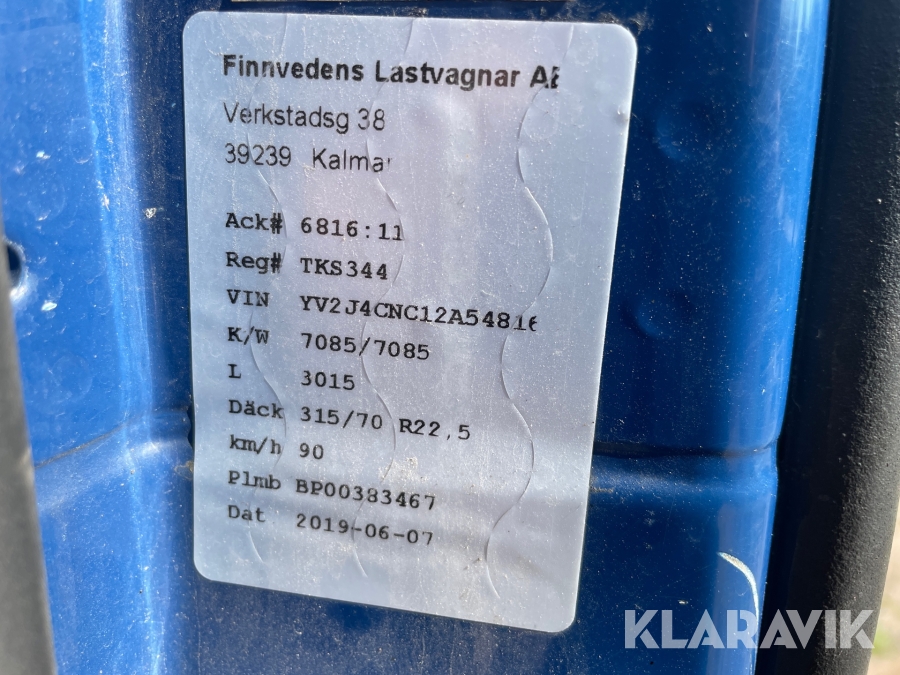 Finnvedens Lastvagnar AB
Verkstadsg 38
39239 Kalmar
Ack# 6816:11
Reg# TKS344
VIN YV2J4CNC12A54816
K/W 7085/7085
L 3015
Däck 315/70 R22,5
km/h 90
Plmb BP00383467
Dat 2019-06-07
KLARAVIK